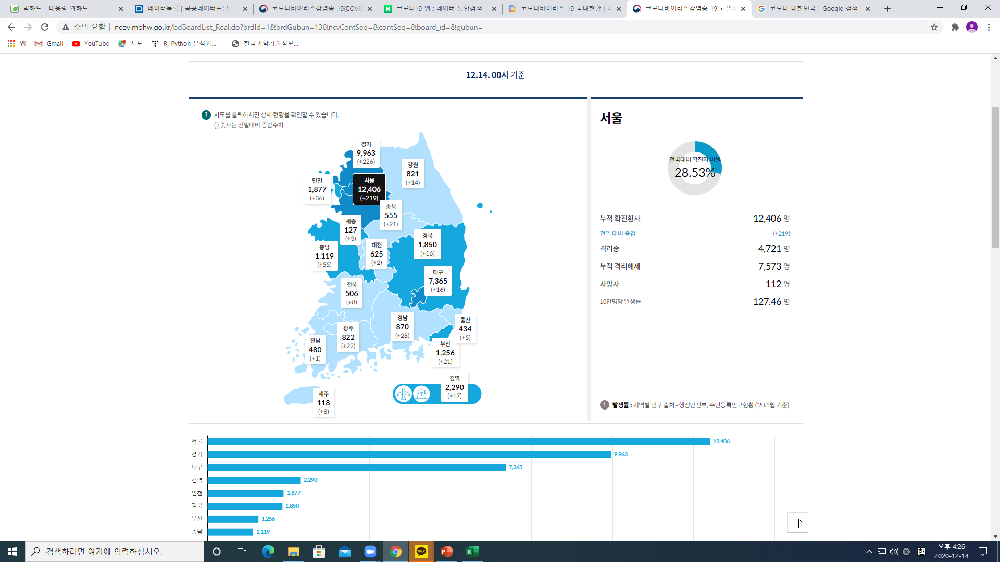 빅하드 - 대용량 웹하드
데이터목록 | 공공데이터포털
코로나바이러스감염증-19(COVID
코로나19 맵 : 네이버 통합검색
코로나바이러스-19 국내현황 | 
코로나바이러스감염증-19 > 발생
코로나 대한민국 - Google 검색
주의 요함
ncov.mohw.go.kr/bdBoardList_Real.do?brdId=1&brdGubun=13&ncvContSeq=&contSeq=&board_id=&gubun=
앱
Gmail
YouTube
지도
R, Python 분석과...
한국과학기술정보...
12.14. 00시 기준
? 시도를 클릭하시면 상세 현황을 확인할 수 있습니다.
( ) 숫자는 전일대비 증감수치
경기
9,963
(+226)
강원
821
(+14)
인천
1,877
(+36)
서울
12,406
(+219)
충북
555
(+21)
세종
127
(+3)
경북
1,850
(+16)
대전
625
(+2)
충남
1,119
(+55)
대구
7,365
(+16)
전북
506
(+8)
경남
870
(+28)
울산
434
(+5)
광주
822
(+22)
전남
480
(+1)
부산
1,256
(+21)
검역
2,290
(+17)
제주
118
(+8)
서울
전국대비 확진자 비율
28.53%
누적 확진환자 12,406 명
전일 대비 증감 (+219)
격리중 4,721 명
누적 격리해제 7,573 명
사망자 112 명
10만명당 발생률 127.46 명
1 발생률 : 지역별 인구 출처 - 행정안전부, 주민등록인구현황 ('20.1월 기준)
서울 12,406
경기 9,963
대구 7,365
검역 2,290
인천 1,877
경북 1,850
부산 1,256
충남 1,119
검색하려면 여기에 입력하십시오.
TALK
한
오후 4:26
2020-12-14